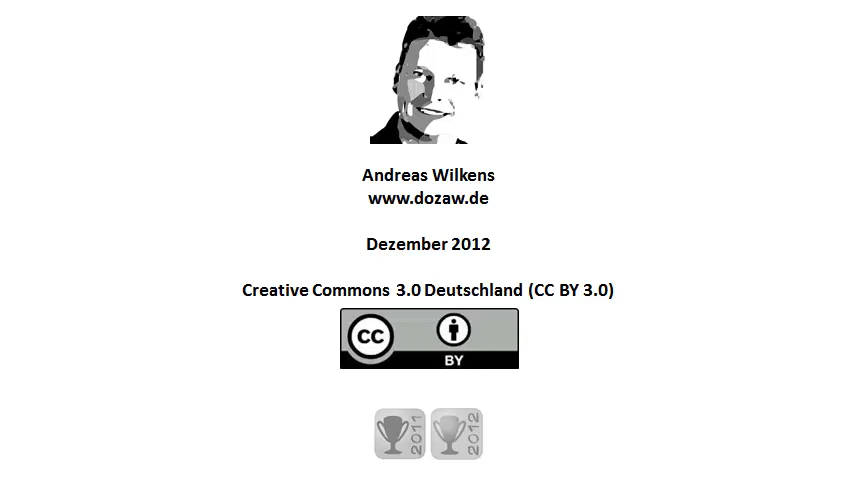 Andreas Wilkens
www.dozaw.de
Dezember 2012
Creative Commons 3.0 Deutschland (CC BY 3.0)
CC
BY
2011 2012